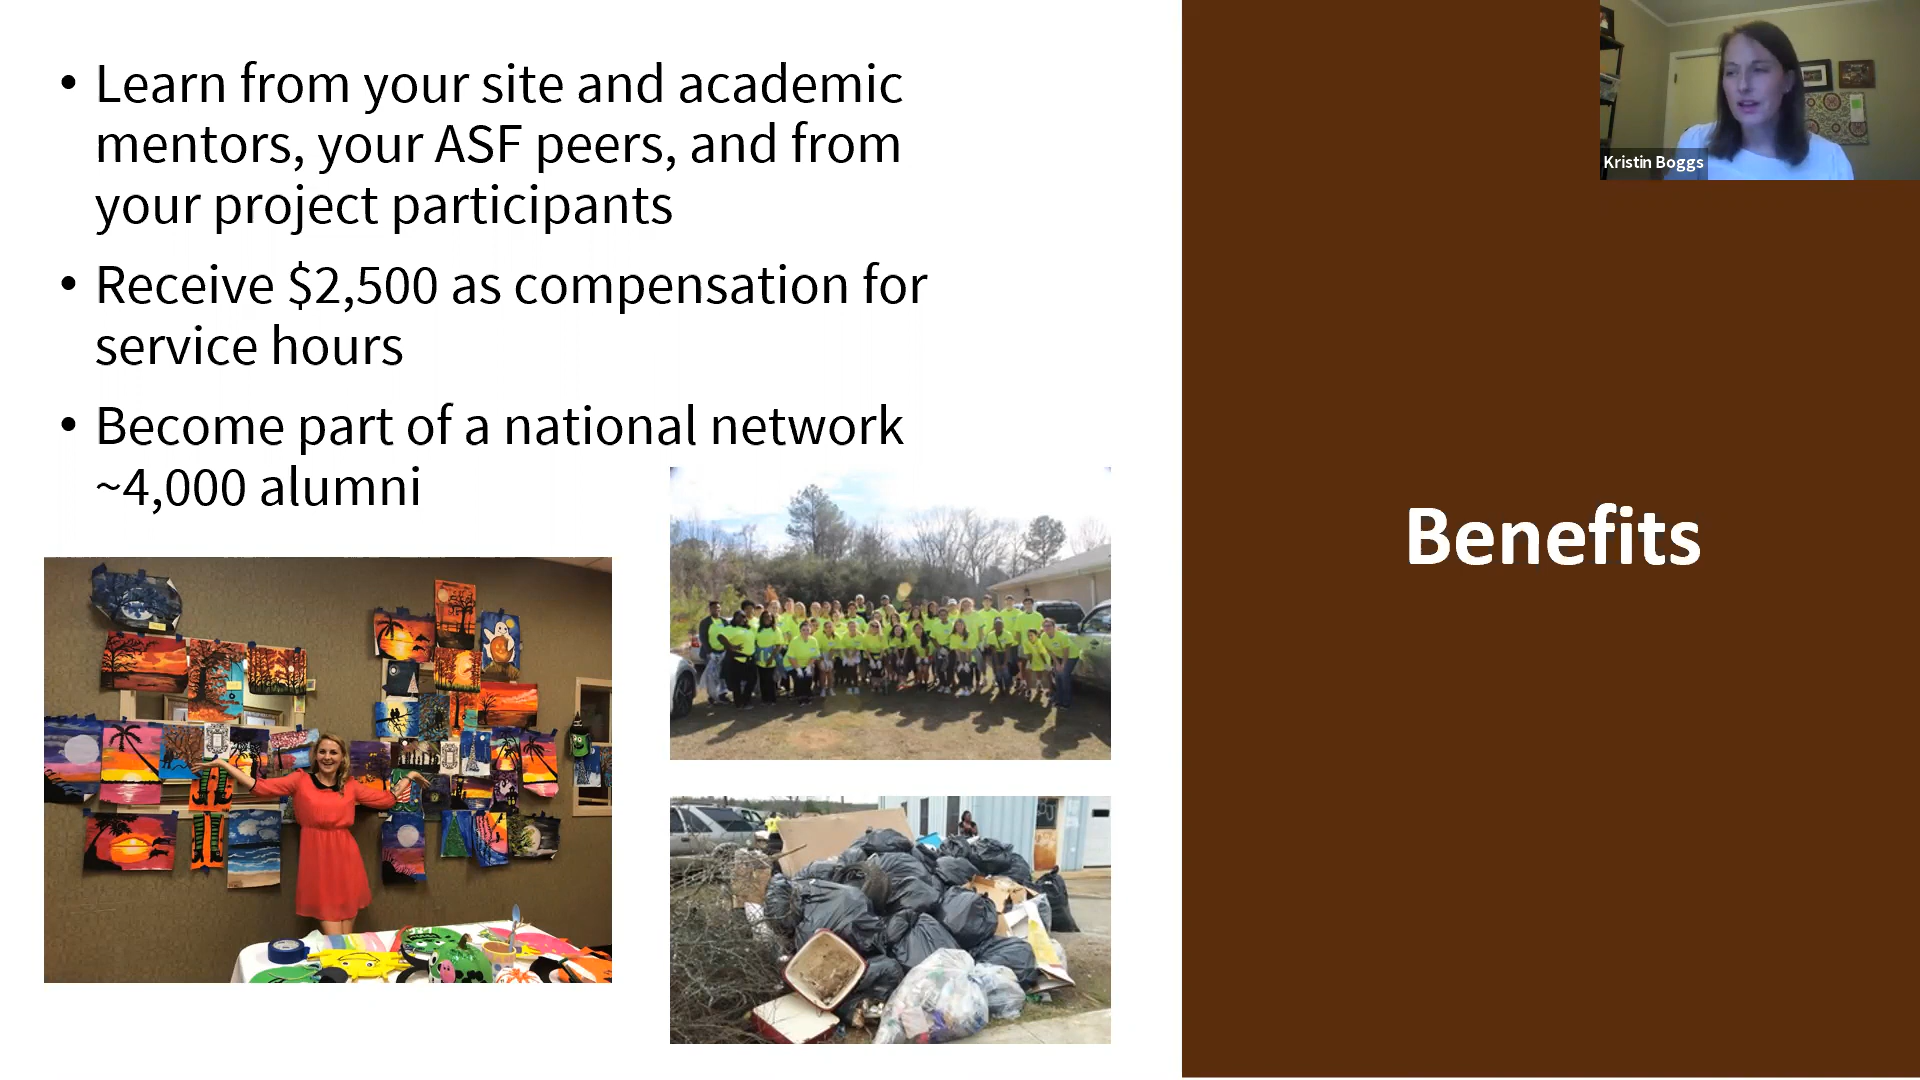 • Learn from your site and academic
mentors, your ASF peers, and from
your project participants
• Receive $2,500 as compensation for
service hours
• Become part of a national network
~4,000 alumni
Benefits
Kristin Boggs